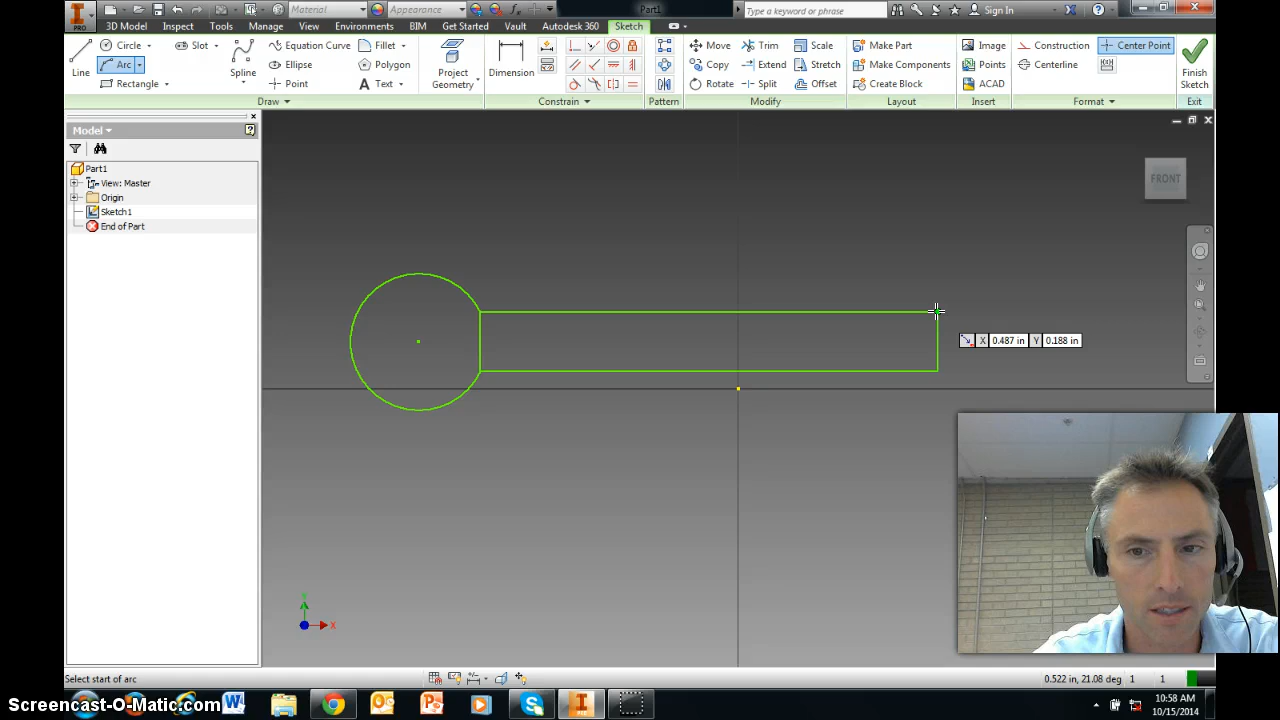 Material
Appearance
Part1
Type a keyword or phrase
Sign In
PRO
3D Model
Inspect
Tools
Manage
View
Environments
BIM
Get Started
Vault
Autodesk 360
Sketch
Line
Circle
Arc
Rectangle
Slot
Spline
Equation Curve
Ellipse
Point
Fillet
Polygon
Text
Project Geometry
Dimension
Move
Copy
Rotate
Trim
Extend
Split
Scale
Stretch
Offset
Make Part
Make Components
Create Block
Image
Points
ACAD
Construction
Centerline
Center Point
Finish Sketch
Draw
Constrain
Pattern
Modify
Layout
Insert
Format
Exit
Model
Part1
View: Master
Origin
Sketch1
End of Part
FRONT
X 0.487 in Y 0.188 in
Y
X
Select start of arc
0.522 in, 21.08 deg 1 1
Screencast-O-Matic.com
10:58 AM
10/15/2014